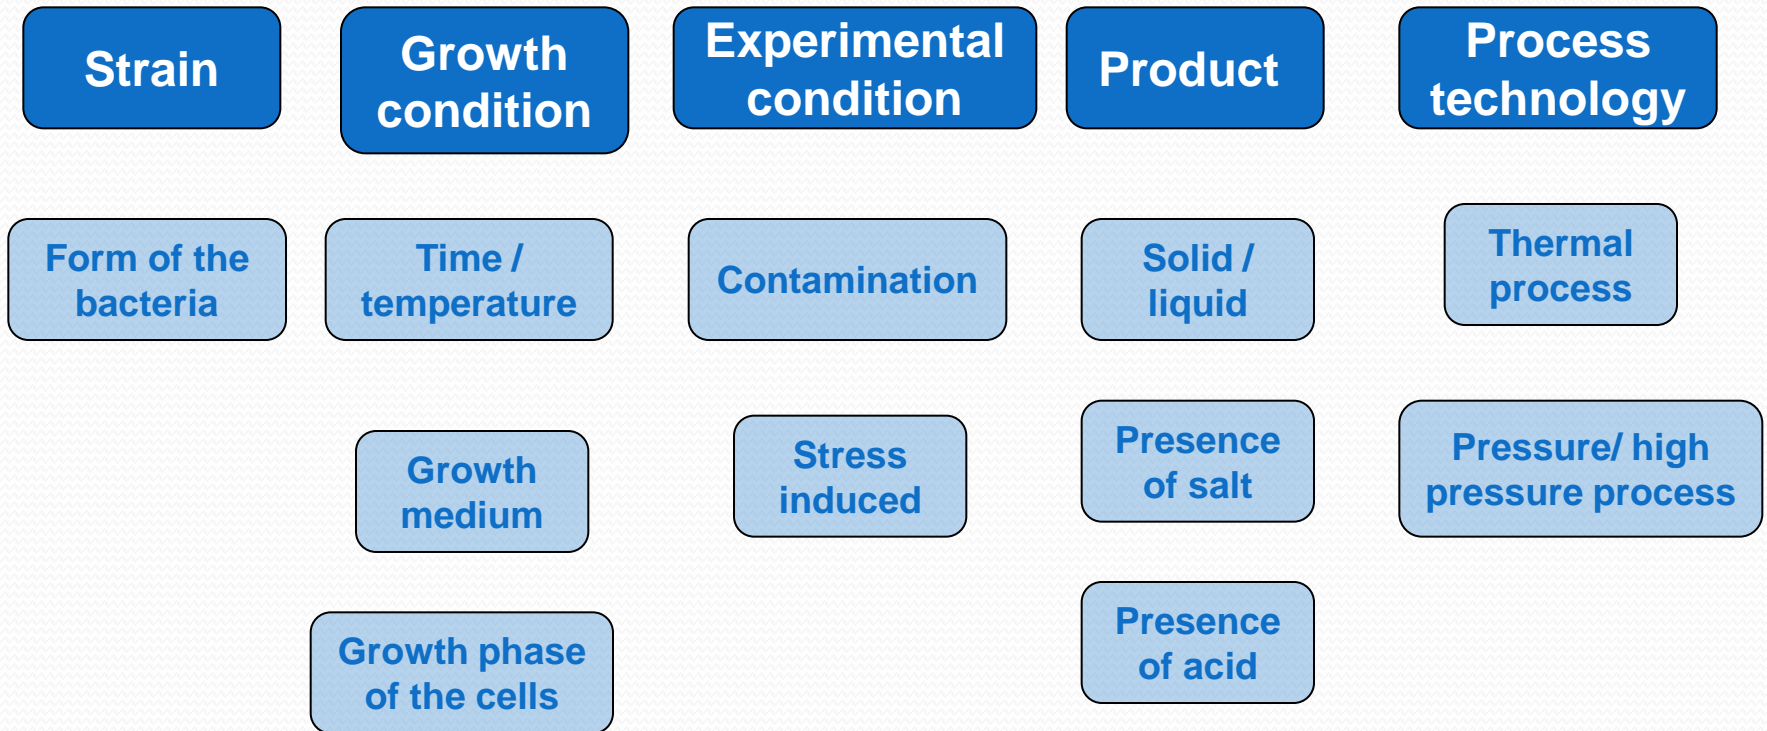 Strain
Growth
condition
Experimental
condition
Product
Process
technology
Form of the
bacteria
Time /
temperature
Contamination
Solid /
liquid
Thermal
process
Growth
medium
Stress
induced
Presence
of salt
Pressure/ high
pressure process
Growth phase
of the cells
Presence
of acid